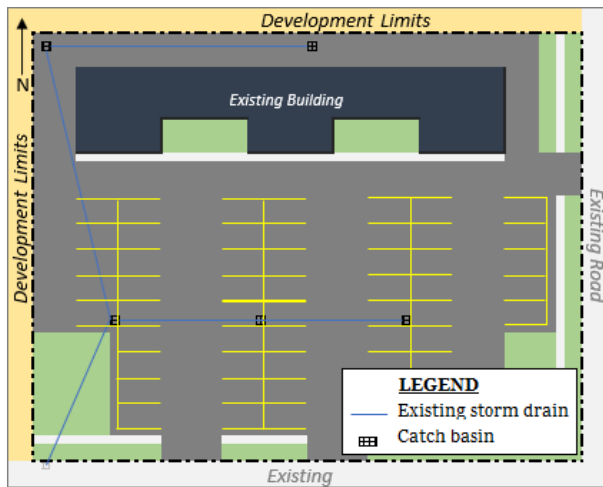 Development Limits
N
Existing Building
Development Limits
Existing Road
LEGEND
Existing storm drain
Catch basin
Existing